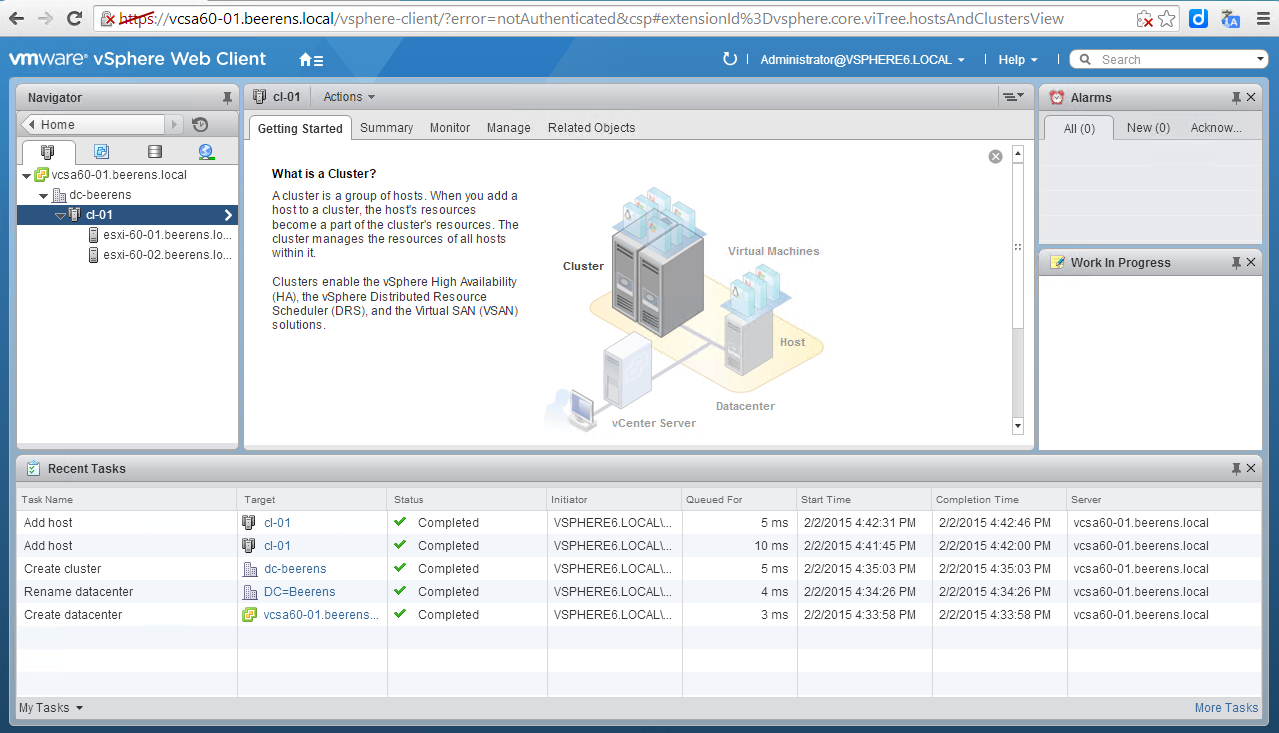 https://vcsa60-01.beerens.local/vsphere-client/?error=notAuthenticated&csp#extensionId%3Dvsphere.core.viTree.hostsAndClustersView
vmware® vSphere Web Client
Administrator@VSPHERE6.LOCAL
Help
Search
Navigator
Home
vcsa60-01.beerens.local
dc-beerens
cl-01
esxi-60-01.beerens.lo...
esxi-60-02.beerens.lo...
cl-01 Actions
Getting Started Summary Monitor Manage Related Objects
What is a Cluster?
A cluster is a group of hosts. When you add a
host to a cluster, the host's resources
become a part of the cluster's resources. The
cluster manages the resources of all hosts
within it.
Clusters enable the vSphere High Availability
(HA), the vSphere Distributed Resource
Scheduler (DRS), and the Virtual SAN (VSAN)
solutions.
Virtual Machines
Cluster
Host
Datacenter
vCenter Server
Alarms
All (0) New (0) Acknow...
Work In Progress
Recent Tasks
Task Name Target Status Initiator Queued For Start Time Completion Time Server
Add host cl-01 Completed VSPHERE6.LOCAL\... 5 ms 2/2/2015 4:42:31 PM 2/2/2015 4:42:46 PM vcsa60-01.beerens.local
Add host cl-01 Completed VSPHERE6.LOCAL\... 10 ms 2/2/2015 4:41:45 PM 2/2/2015 4:42:00 PM vcsa60-01.beerens.local
Create cluster dc-beerens Completed VSPHERE6.LOCAL\... 5 ms 2/2/2015 4:35:03 PM 2/2/2015 4:35:03 PM vcsa60-01.beerens.local
Rename datacenter DC=Beerens Completed VSPHERE6.LOCAL\... 4 ms 2/2/2015 4:34:26 PM 2/2/2015 4:34:26 PM vcsa60-01.beerens.local
Create datacenter vcsa60-01.beerens... Completed VSPHERE6.LOCAL\... 3 ms 2/2/2015 4:33:58 PM 2/2/2015 4:33:58 PM vcsa60-01.beerens.local
My Tasks
More Tasks